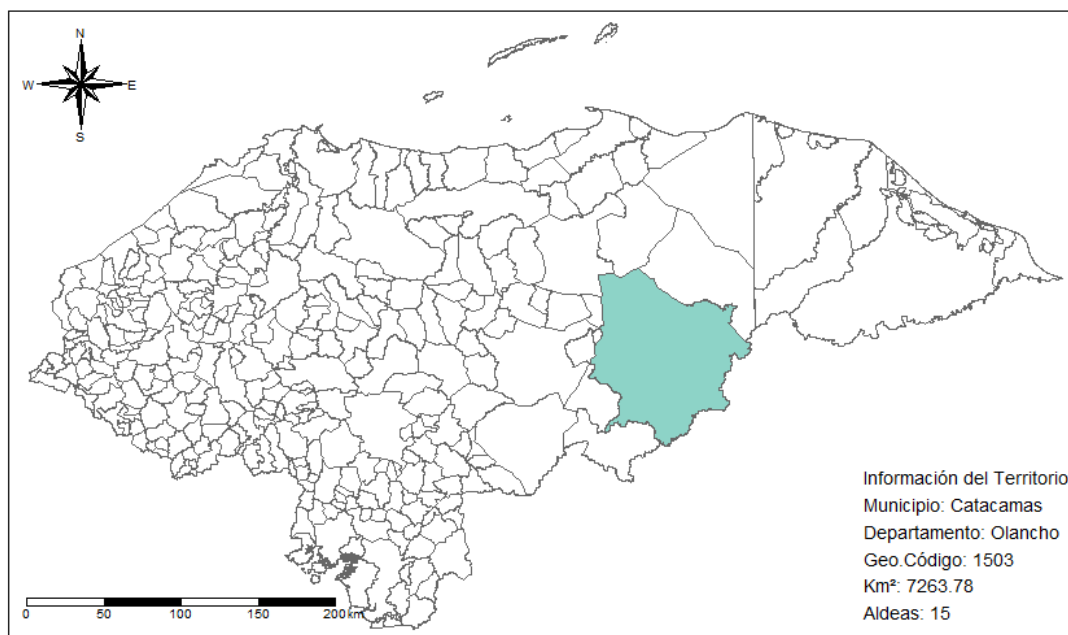 N
W E
S
Información del Territorio
Municipio: Catacamas
Departamento: Olancho
Geo.Código: 1503
Km²: 7263.78
Aldeas: 15
0 50 100 150 200 km